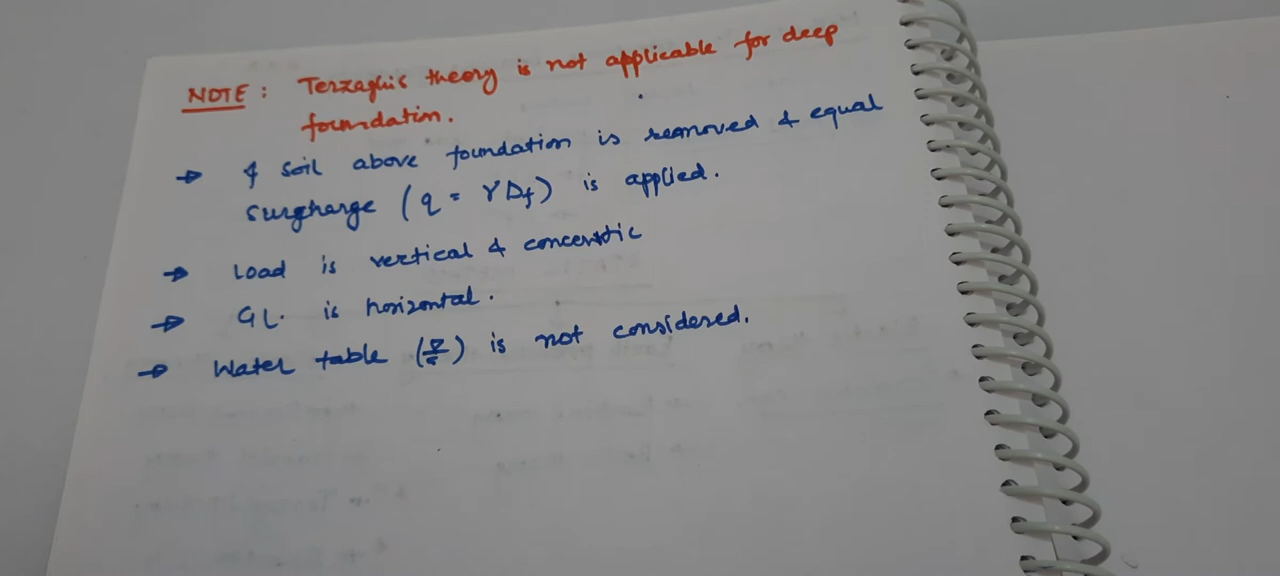 NOTE : Terzaghis theory is not applicable for deep
foundation.
→ & soil above foundation is removed & equal
surcharge (q = γDf) is applied.
→ Load is vertical & concentric
→ GL. is horizontal.
→ Water table is not considered.